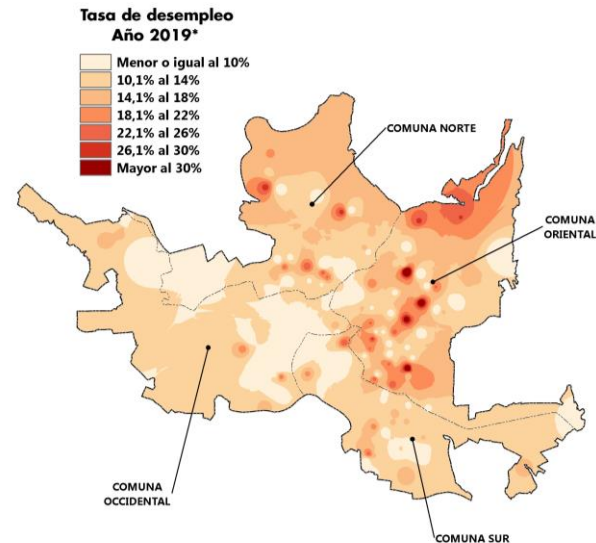 Tasa de desempleo
Año 2019*
Menor o igual al 10%
10,1% al 14%
14,1% al 18%
18,1% al 22%
22,1% al 26%
26,1% al 30%
Mayor al 30%
COMUNA NORTE
COMUNA
ORIENTAL
COMUNA
OCCIDENTAL
COMUNA SUR